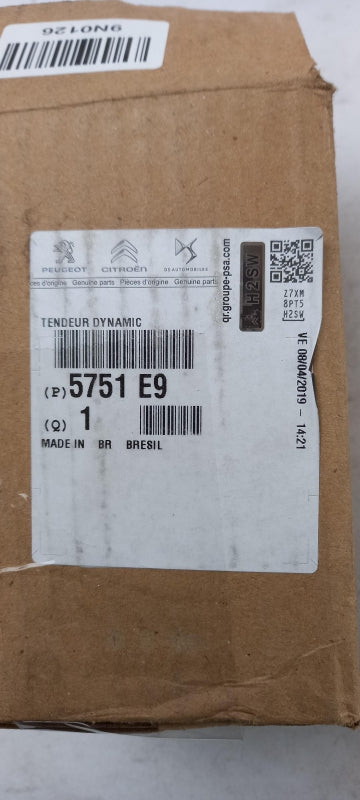 9N0126
PEUGEOT CITROËN DS AUTOMOBILES
ces d'origine Genuine parts Pièces d'origine Genuine parts
TENDEUR DYNAMIC
(P) 5751 E9
(Q) 1
MADE IN BR BRESIL
qr.groupe-psa.com
H2SW
Z7XM
8PT5
H2SW
VE 08/04/2019 - 14:21